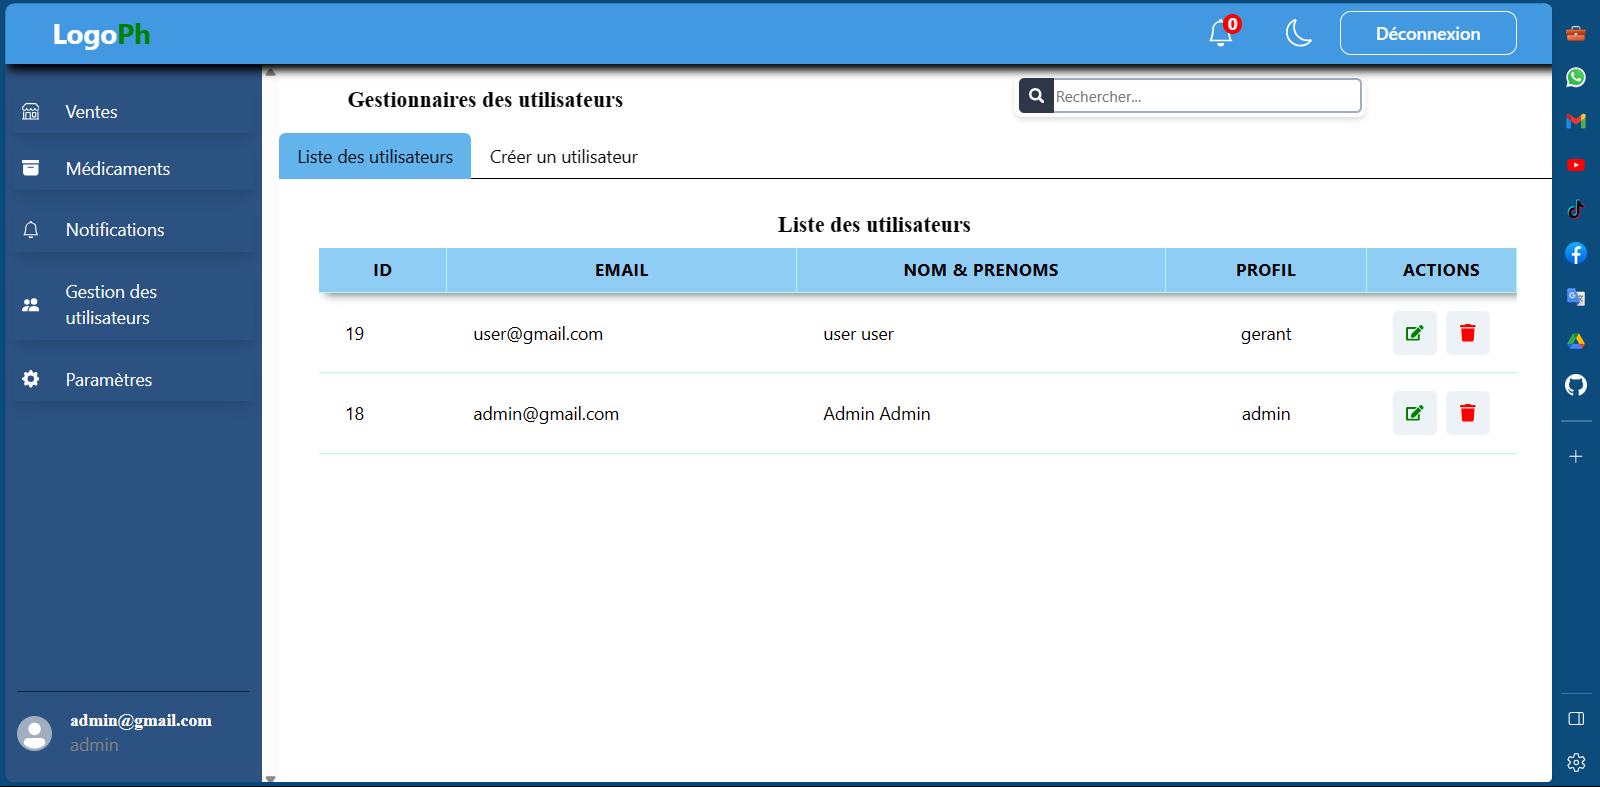 LogoPh
0
Déconnexion
Ventes
Médicaments
Notifications
Gestion des
utilisateurs
Paramètres
admin@gmail.com
admin
Gestionnaires des utilisateurs
Rechercher...
Liste des utilisateurs
Créer un utilisateur
Liste des utilisateurs
ID EMAIL NOM & PRENOMS PROFIL ACTIONS
19 user@gmail.com user user gerant
18 admin@gmail.com Admin Admin admin